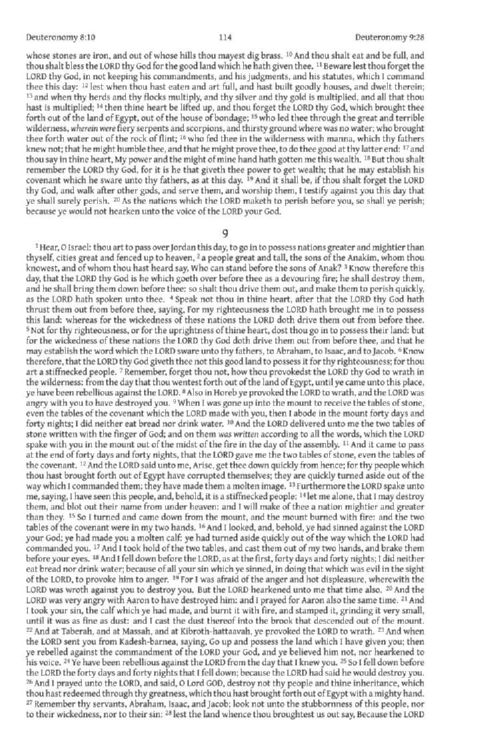 Deuteronomy 8:10 114 Deuteronomy 9:28
whose stones are iron, and out of whose hills thou mayest dig brass. 10 And thou shalt eat and be full, and
thou shalt bless the LORD thy God for the good land which he hath given thee. 11 Beware lest thou forget the
LORD thy God, in not keeping his commandments, and his judgments, and his statutes, which I command
thee this day: 12 lest when thou hast eaten and art full, and hast built goodly houses, and dwelt therein;
13 and when thy herds and thy flocks multiply, and thy silver and thy gold is multiplied, and all that thou
hast is multiplied; 14 then thine heart be lifted up, and thou forget the LORD thy God, which brought thee
forth out of the land of Egypt, out of the house of bondage; 15 who led thee through the great and terrible
wilderness, wherein were fiery serpents and scorpions, and thirsty ground where was no water; who brought
thee forth water out of the rock of flint; 16 who fed thee in the wilderness with manna, which thy fathers
knew not; that he might humble thee, and that he might prove thee, to do thee good at thy latter end: 17 and
thou say in thine heart, My power and the might of mine hand hath gotten me this wealth. 18 But thou shalt
remember the LORD thy God, for it is he that giveth thee power to get wealth; that he may establish his
covenant which he sware unto thy fathers, as at this day. 19 And it shall be, if thou shalt forget the LORD
thy God, and walk after other gods, and serve them, and worship them, I testify against you this day that
ye shall surely perish. 20 As the nations which the LORD maketh to perish before you, so shall ye perish;
because ye would not hearken unto the voice of the LORD your God.
9
1 Hear, O Israel: thou art to pass over Jordan this day, to go in to possess nations greater and mightier than
thyself, cities great and fenced up to heaven, 2 a people great and tall, the sons of the Anakim, whom thou
knowest, and of whom thou hast heard say, Who can stand before the sons of Anak? 3 Know therefore this
day, that the LORD thy God is he which goeth over before thee as a devouring fire; he shall destroy them,
and he shall bring them down before thee: so shalt thou drive them out, and make them to perish quickly,
as the LORD hath spoken unto thee. 4 Speak not thou in thine heart, after that the LORD thy God hath
thrust them out from before thee, saying, For my righteousness the LORD hath brought me in to possess
this land: whereas for the wickedness of these nations the LORD doth drive them out from before thee.
5 Not for thy righteousness, or for the uprightness of thine heart, dost thou go in to possess their land: but
for the wickedness of these nations the LORD thy God doth drive them out from before thee, and that he
may establish the word which the LORD sware unto thy fathers, to Abraham, to Isaac, and to Jacob. 6 Know
therefore, that the LORD thy God giveth thee not this good land to possess it for thy righteousness; for thou
art a stiffnecked people. 7 Remember, forget thou not, how thou provokedst the LORD thy God to wrath in
the wilderness: from the day that thou wentest forth out of the land of Egypt, until ye came unto this place,
ye have been rebellious against the LORD. 8 Also in Horeb ye provoked the LORD to wrath, and the LORD was
angry with you to have destroyed you. 9 When I was gone up into the mount to receive the tables of stone,
even the tables of the covenant which the LORD made with you, then I abode in the mount forty days and
forty nights; I did neither eat bread nor drink water. 10 And the LORD delivered unto me the two tables of
stone written with the finger of God; and on them was written according to all the words, which the LORD
spake with you in the mount out of the midst of the fire in the day of the assembly. 11 And it came to pass
at the end of forty days and forty nights, that the LORD gave me the two tables of stone, even the tables of
the covenant. 12 And the LORD said unto me, Arise, get thee down quickly from hence; for thy people which
thou hast brought forth out of Egypt have corrupted themselves; they are quickly turned aside out of the
way which I commanded them; they have made them a molten image. 13 Furthermore the LORD spake unto
me, saying, I have seen this people, and, behold, it is a stiffnecked people: 14 let me alone, that I may destroy
them, and blot out their name from under heaven: and I will make of thee a nation mightier and greater
than they. 15 So I turned and came down from the mount, and the mount burned with fire: and the two
tables of the covenant were in my two hands. 16 And I looked, and, behold, ye had sinned against the LORD
your God; ye had made you a molten calf: ye had turned aside quickly out of the way which the LORD had
commanded you. 17 And I took hold of the two tables, and cast them out of my two hands, and brake them
before your eyes. 18 And I fell down before the LORD, as at the first, forty days and forty nights; I did neither
eat bread nor drink water; because of all your sin which ye sinned, in doing that which was evil in the sight
of the LORD, to provoke him to anger. 19 For I was afraid of the anger and hot displeasure, wherewith the
LORD was wroth against you to destroy you. But the LORD hearkened unto me that time also. 20 And the
LORD was very angry with Aaron to have destroyed him: and I prayed for Aaron also the same time. 21 And
I took your sin, the calf which ye had made, and burnt it with fire, and stamped it, grinding it very small,
until it was as fine as dust: and I cast the dust thereof into the brook that descended out of the mount.
22 And at Taberah, and at Massah, and at Kibroth-hattaavah, ye provoked the LORD to wrath. 23 And when
the LORD sent you from Kadesh-barnea, saying, Go up and possess the land which I have given you; then
ye rebelled against the commandment of the LORD your God, and ye believed him not, nor hearkened to
his voice. 24 Ye have been rebellious against the LORD from the day that I knew you. 25 So I fell down before
the LORD the forty days and forty nights that I fell down; because the LORD had said he would destroy you.
26 And I prayed unto the LORD, and said, O Lord GOD, destroy not thy people and thine inheritance, which
thou hast redeemed through thy greatness, which thou hast brought forth out of Egypt with a mighty hand.
27 Remember thy servants, Abraham, Isaac, and Jacob; look not unto the stubbornness of this people, nor
to their wickedness, nor to their sin: 28 lest the land whence thou broughtest us out say, Because the LORD